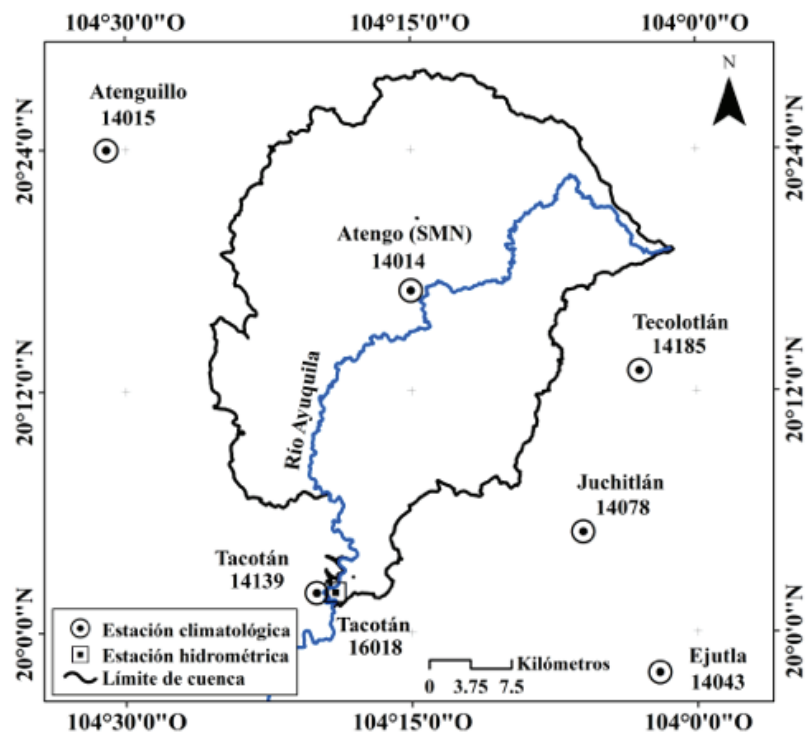 104°30'0"O
104°15'0"O
104°0'0"O
N
Atenguillo
14015
20°24'0"N
20°24'0"N
Atengo (SMN)
14014
Tecolotlán
14185
20°12'0"N
20°12'0"N
Río Ayuquila
Juchitlán
14078
Tacotán
14139
Tacotán
16018
20°0'0"N
20°0'0"N
Estación climatológica
Estación hidrométrica
Límite de cuenca
Kilómetros
0 3.75 7.5
Ejutla
14043
104°30'0"O
104°15'0"O
104°0'0"O